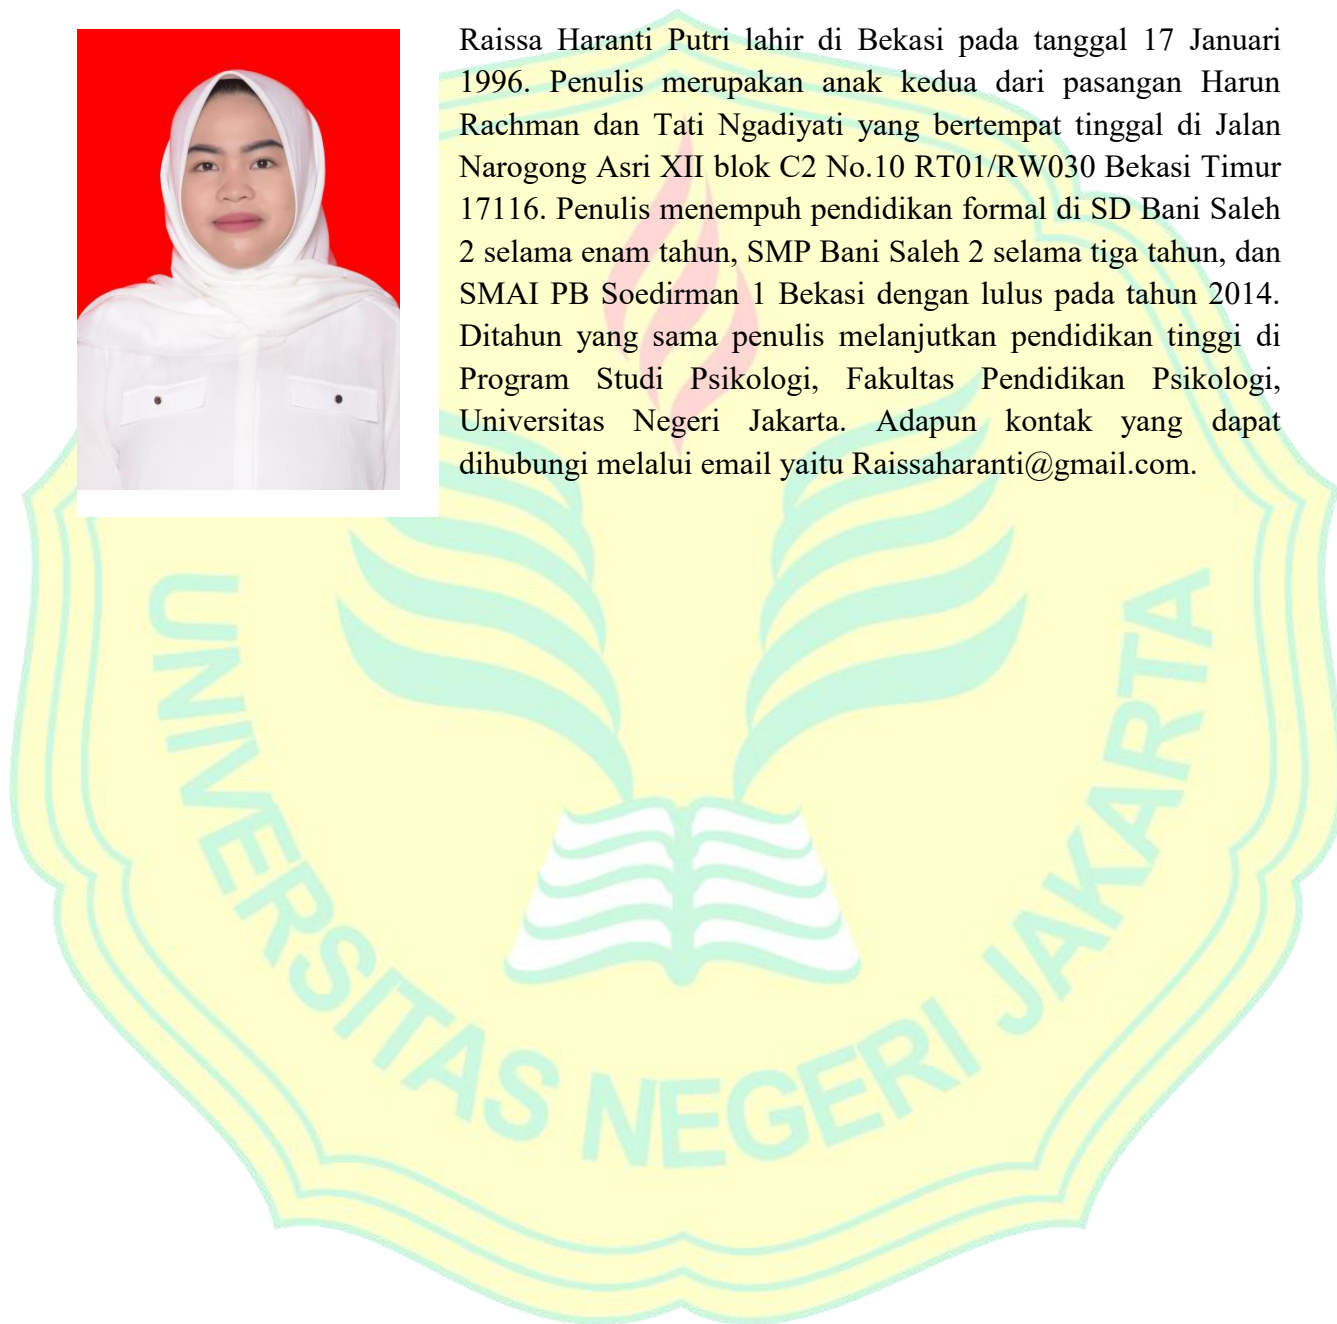 Raissa Haranti Putri lahir di Bekasi pada tanggal 17 Januari
1996. Penulis merupakan anak kedua dari pasangan Harun
Rachman dan Tati Ngadiyati yang bertempat tinggal di Jalan
Narogong Asri XII blok C2 No.10 RT01/RW030 Bekasi Timur
17116. Penulis menempuh pendidikan formal di SD Bani Saleh
2 selama enam tahun, SMP Bani Saleh 2 selama tiga tahun, dan
SMAI PB Soedirman 1 Bekasi dengan lulus pada tahun 2014.
Ditahun yang sama penulis melanjutkan pendidikan tinggi di
Program Studi Psikologi, Fakultas Pendidikan Psikologi,
Universitas Negeri Jakarta. Adapun kontak yang dapat
dihubungi melalui email yaitu Raissaharanti@gmail.com.
UNIVERSITAS NEGERI JAKARTA